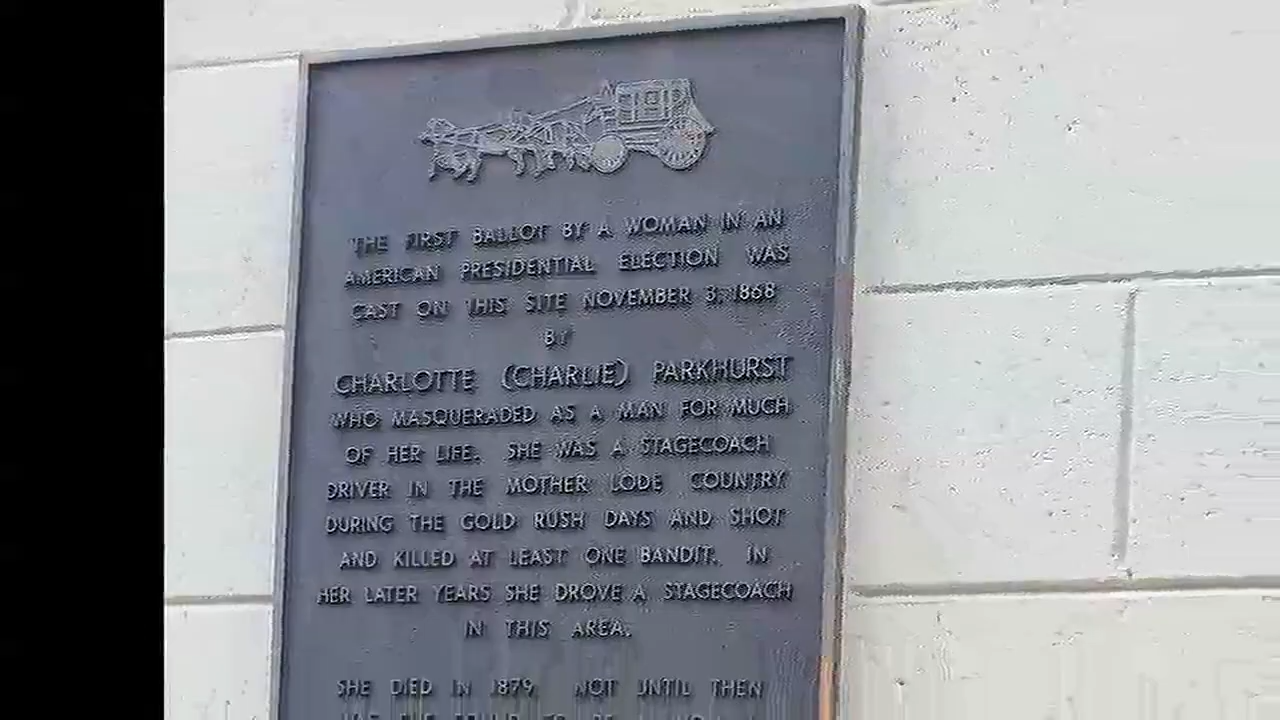 THE FIRST BALLOT BY A WOMAN IN AN
AMERICAN PRESIDENTIAL ELECTION WAS
CAST ON THIS SITE NOVEMBER 3, 1868
BY
CHARLOTTE (CHARLIE) PARKHURST
WHO MASQUERADED AS A MAN FOR MUCH
OF HER LIFE. SHE WAS A STAGECOACH
DRIVER IN THE MOTHER LODE COUNTRY
DURING THE GOLD RUSH DAYS AND SHOT
AND KILLED AT LEAST ONE BANDIT. IN
HER LATER YEARS SHE DROVE A STAGECOACH
IN THIS AREA.
SHE DIED IN 1879. NOT UNTIL THEN